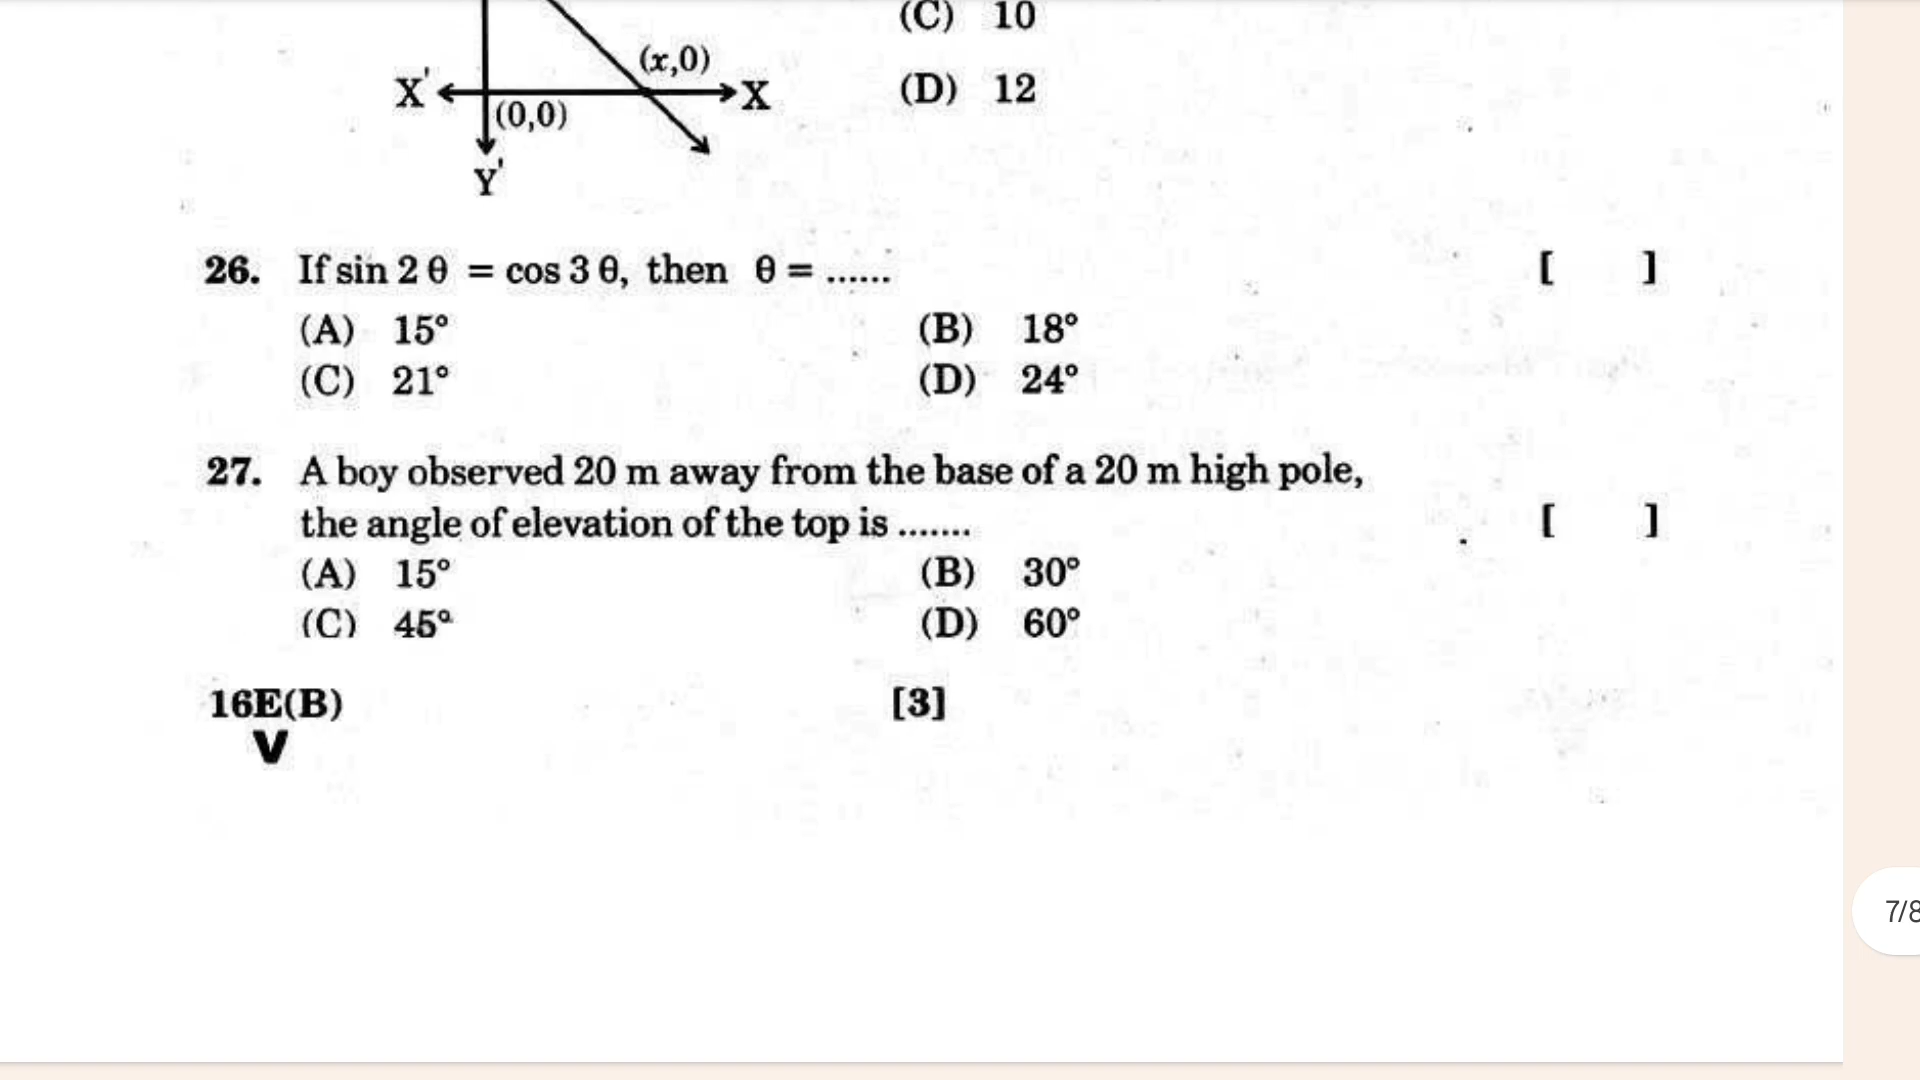 (C) 10
(x,0)
X' X
(D) 12
(0,0)
Y'
26. If sin 2 θ = cos 3 θ, then θ = ...... [ ]
(A) 15° (B) 18°
(C) 21° (D) 24°
27. A boy observed 20 m away from the base of a 20 m high pole,
the angle of elevation of the top is ....... [ ]
(A) 15° (B) 30°
(C) 45° (D) 60°
16E(B) [3]
V
7/8